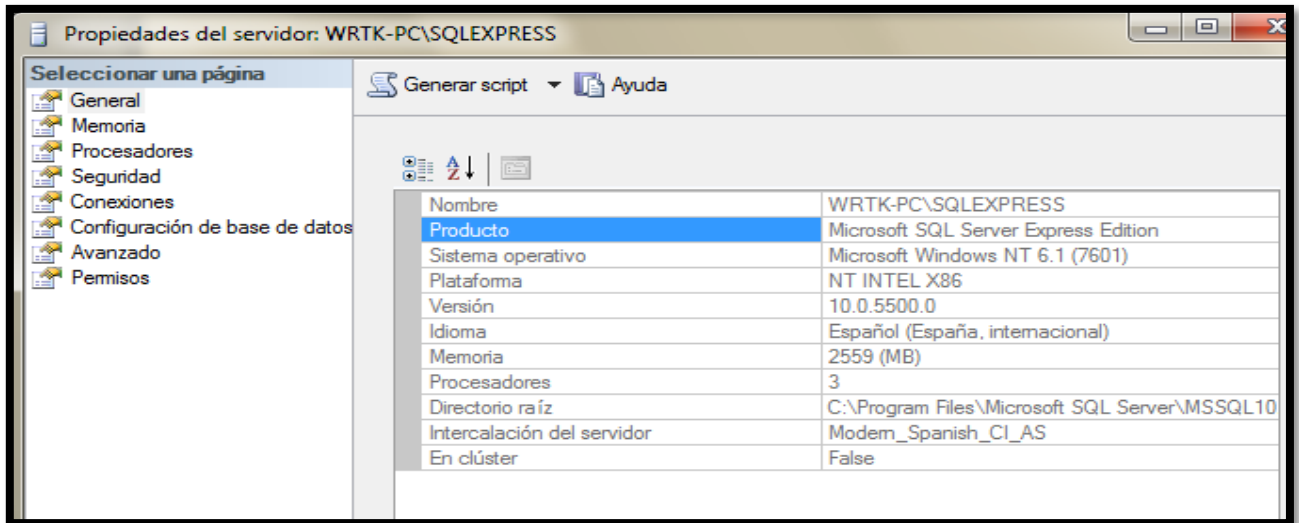 Propiedades del servidor: WRTK-PC\SQLEXPRESS
Seleccionar una página
General
Memoria
Procesadores
Seguridad
Conexiones
Configuración de base de datos
Avanzado
Permisos
Generar script
Ayuda
Nombre WRTK-PC\SQLEXPRESS
Producto Microsoft SQL Server Express Edition
Sistema operativo Microsoft Windows NT 6.1 (7601)
Plataforma NT INTEL X86
Versión 10.0.5500.0
Idioma Español (España, internacional)
Memoria 2559 (MB)
Procesadores 3
Directorio raíz C:\Program Files\Microsoft SQL Server\MSSQL10
Intercalación del servidor Modern_Spanish_CI_AS
En clúster False